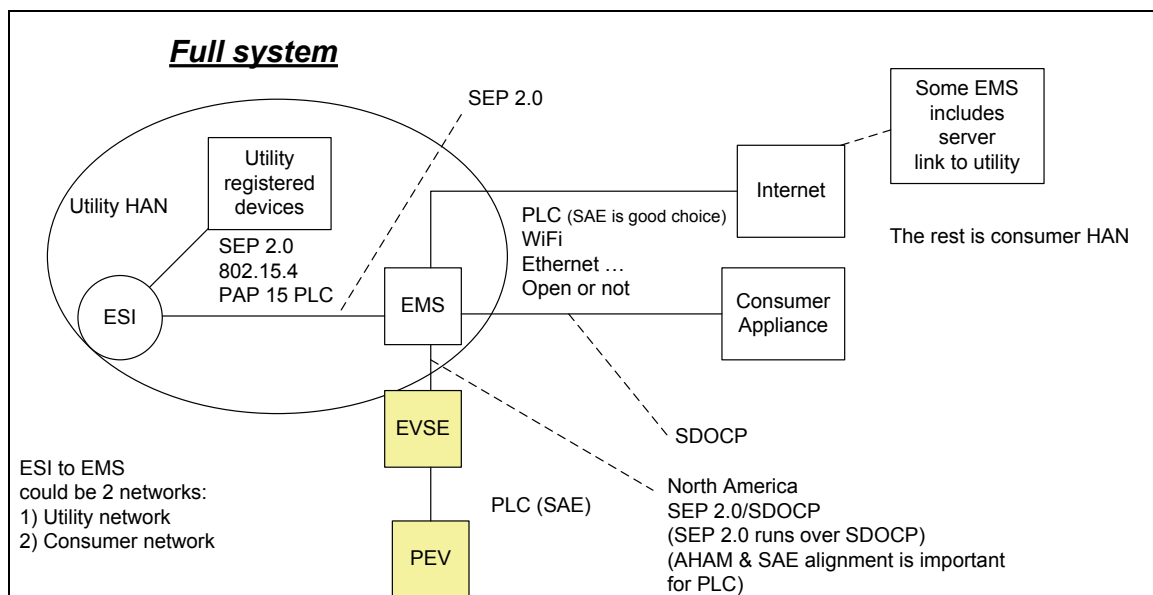 Full system
SEP 2.0
Some EMS
includes
server
link to utility
Utility
registered
devices
Utility HAN
Internet
PLC (SAE is good choice)
WiFi
Ethernet …
Open or not
The rest is consumer HAN
SEP 2.0
802.15.4
PAP 15 PLC
ESI
EMS
Consumer
Appliance
EVSE
SDOCP
ESI to EMS
could be 2 networks:
1) Utility network
2) Consumer network
PLC (SAE)
North America
SEP 2.0/SDOCP
(SEP 2.0 runs over SDOCP)
(AHAM & SAE alignment is important
for PLC)
PEV